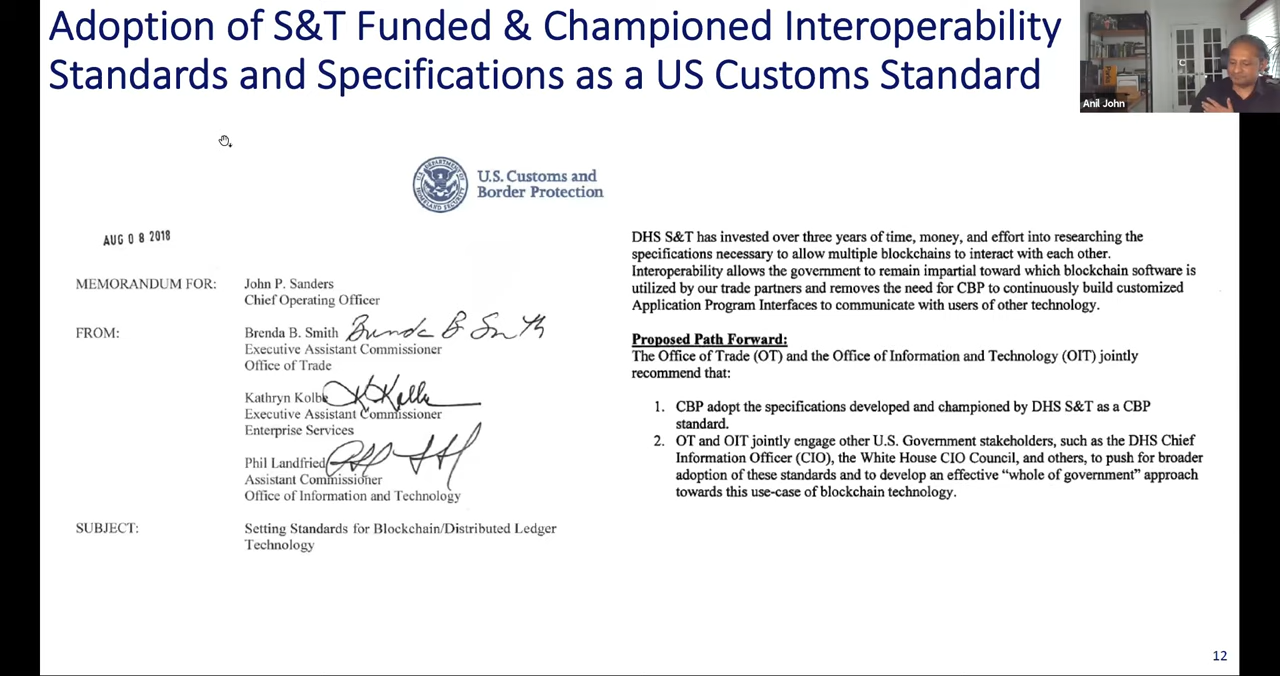 Adoption of S&T Funded & Championed Interoperability
Standards and Specifications as a US Customs Standard
Anil John
U.S. Customs and
Border Protection
AUG 08 2018
MEMORANDUM FOR: John P. Sanders
Chief Operating Officer
FROM: Brenda B. Smith Brenda B Smith
Executive Assistant Commissioner
Office of Trade
Kathryn Kolbe
Executive Assistant Commissioner
Enterprise Services
Phil Landfried
Assistant Commissioner
Office of Information and Technology
SUBJECT: Setting Standards for Blockchain/Distributed Ledger
Technology
DHS S&T has invested over three years of time, money, and effort into researching the
specifications necessary to allow multiple blockchains to interact with each other.
Interoperability allows the government to remain impartial toward which blockchain software is
utilized by our trade partners and removes the need for CBP to continuously build customized
Application Program Interfaces to communicate with users of other technology.
Proposed Path Forward:
The Office of Trade (OT) and the Office of Information and Technology (OIT) jointly
recommend that:
1. CBP adopt the specifications developed and championed by DHS S&T as a CBP
standard.
2. OT and OIT jointly engage other U.S. Government stakeholders, such as the DHS Chief
Information Officer (CIO), the White House CIO Council, and others, to push for broader
adoption of these standards and to develop an effective “whole of government” approach
towards this use-case of blockchain technology.
12